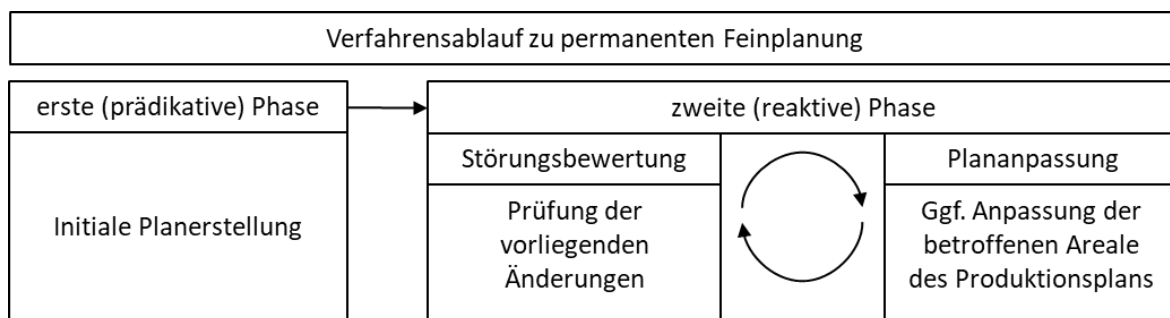 Verfahrensablauf zu permanenten Feinplanung
erste (prädikative) Phase
zweite (reaktive) Phase
Initiale Planerstellung
Störungsbewertung
Prüfung der
vorliegenden
Änderungen
Plananpassung
Ggf. Anpassung der
betroffenen Areale
des Produktionsplans